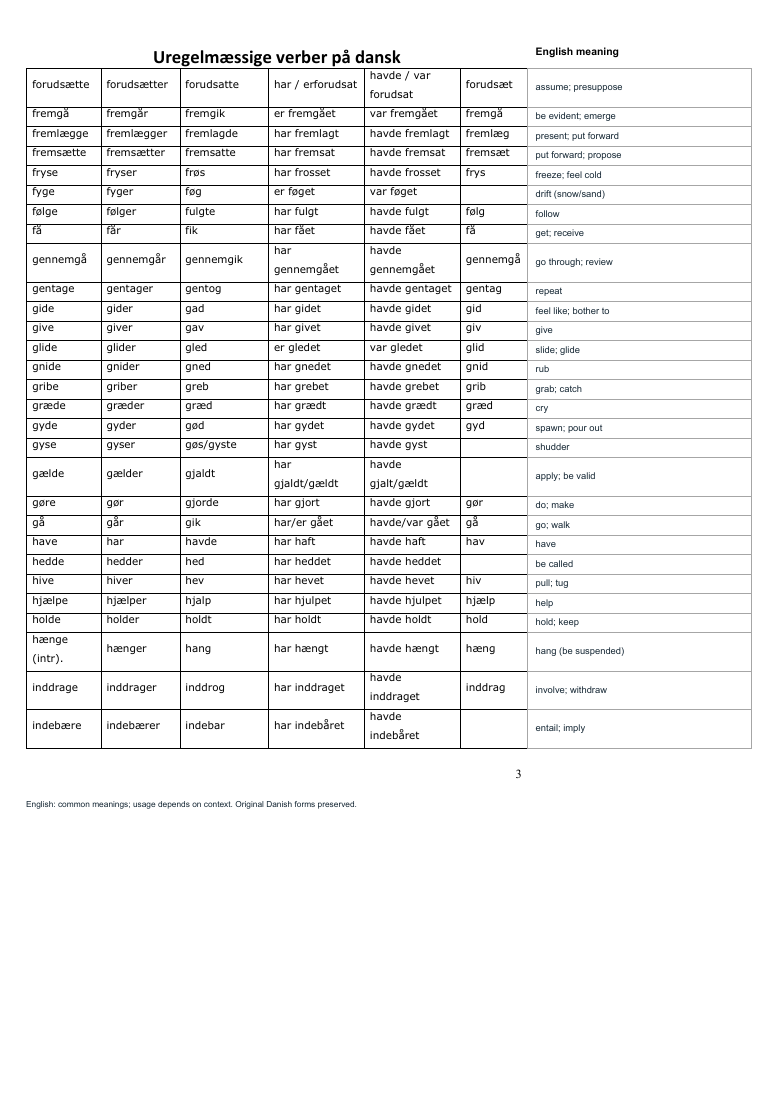 Uregelmæssige verber på dansk English meaning
forudsætte forudsætter forudsatte har / erforudsat havde / var forudsat forudsæt assume; presuppose
fremgå fremgår fremgik er fremgået var fremgået fremgå be evident; emerge
fremlægge fremlægger fremlagde har fremlagt havde fremlagt fremlæg present; put forward
fremsætte fremsætter fremsatte har fremsat havde fremsat fremsæt put forward; propose
fryse fryser frøs har frosset havde frosset frys freeze; feel cold
fyge fyger føg er føget var føget drift (snow/sand)
følge følger fulgte har fulgt havde fulgt følg follow
få får fik har fået havde fået få get; receive
gennemgå gennemgår gennemgik har gennemgået havde gennemgået gennemgå go through; review
gentage gentager gentog har gentaget havde gentaget gentag repeat
gide gider gad har gidet havde gidet gid feel like; bother to
give giver gav har givet havde givet giv give
glide glider gled er gledet var gledet glid slide; glide
gnide gnider gned har gnedet havde gnedet gnid rub
gribe griber greb har grebet havde grebet grib grab; catch
græde græder græd har grædt havde grædt græd cry
gyde gyder gød har gydet havde gydet gyd spawn; pour out
gyse gyser gøs/gyste har gyst havde gyst shudder
gælde gælder gjaldt har gjaldt/gældt havde gjalt/gældt apply; be valid
gøre gør gjorde har gjort havde gjort gør do; make
gå går gik har/er gået havde/var gået gå go; walk
have har havde har haft havde haft hav have
hedde hedder hed har heddet havde heddet be called
hive hiver hev har hevet havde hevet hiv pull; tug
hjælpe hjælper hjalp har hjulpet havde hjulpet hjælp help
holde holder holdt har holdt havde holdt hold hold; keep
hænge (intr). hænger hang har hængt havde hængt hæng hang (be suspended)
inddrage inddrager inddrog har inddraget havde inddraget inddrag involve; withdraw
indebære indebærer indebar har indebåret havde indebåret entail; imply
3
English: common meanings; usage depends on context. Original Danish forms preserved.